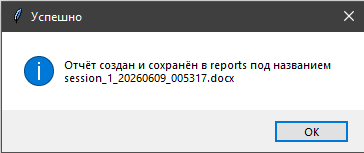 Успешно
Отчёт создан и сохранён в reports под названием
session_1_20260609_005317.docx
OK